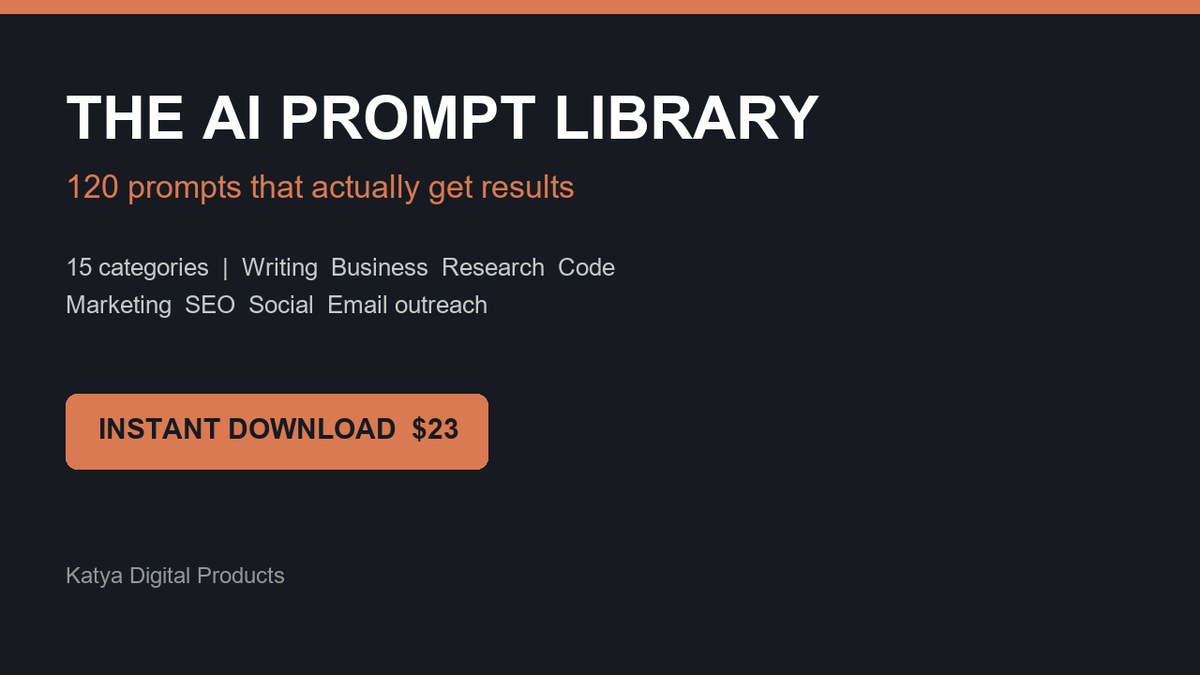 THE AI PROMPT LIBRARY
120 prompts that actually get results
15 categories | Writing Business Research Code
Marketing SEO Social Email outreach
INSTANT DOWNLOAD $23
Katya Digital Products